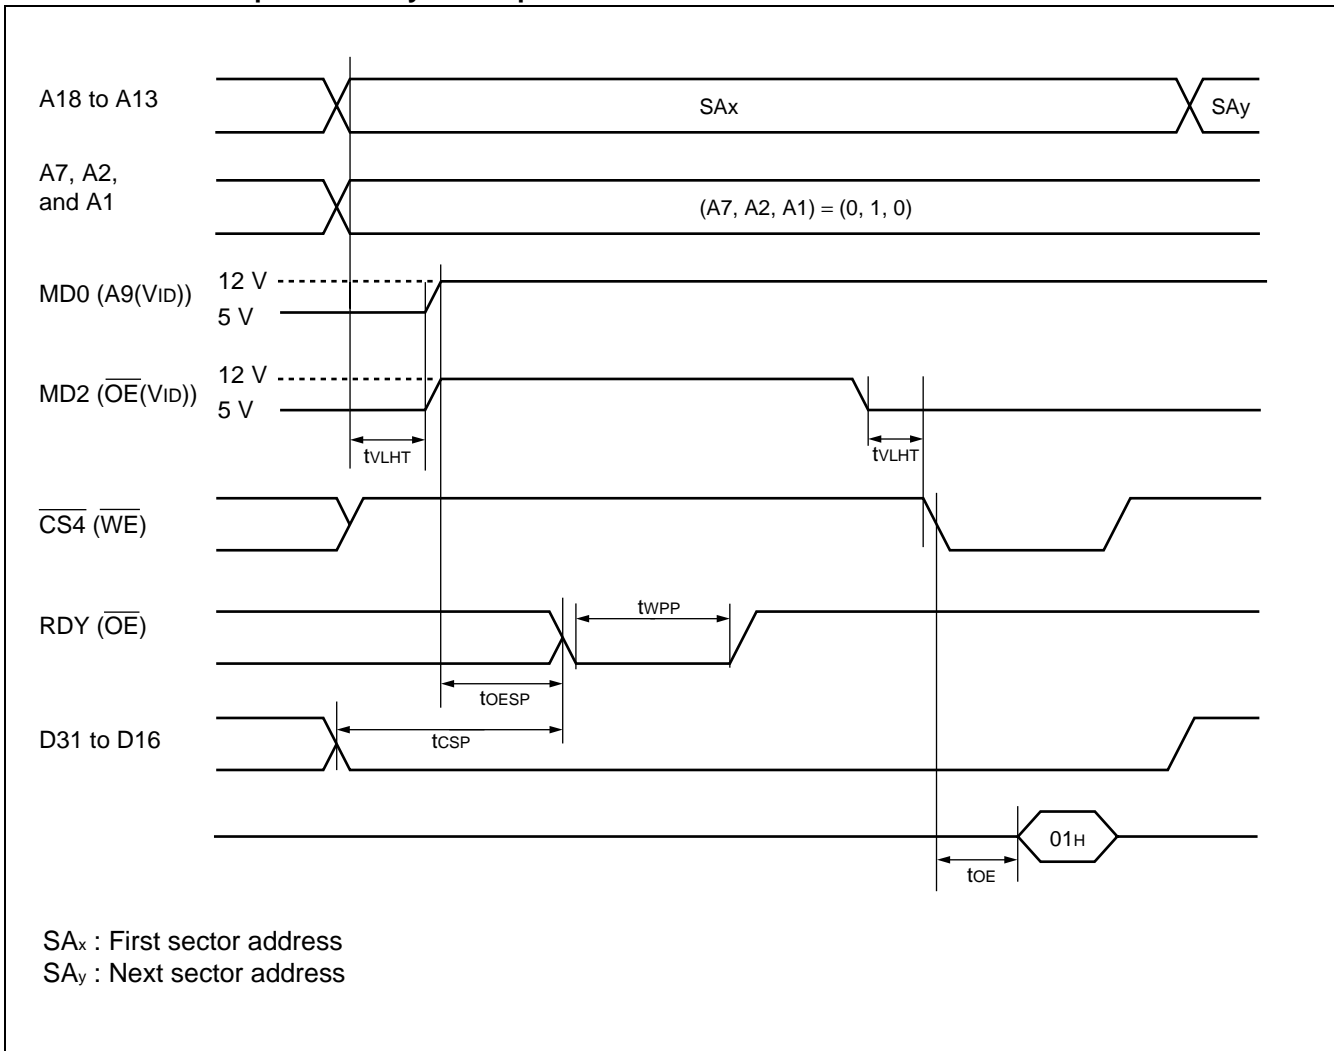 A18 to A13
SAx
SAy
A7, A2,
and A1
(A7, A2, A1) = (0, 1, 0)
MD0 (A9(VID))
12 V
5 V
MD2 (OE(VID))
12 V
5 V
tVLHT
tVLHT
CS4 (WE)
RDY (OE)
tWPP
tOESP
tCSP
D31 to D16
01H
tOE
SAx : First sector address
SAy : Next sector address